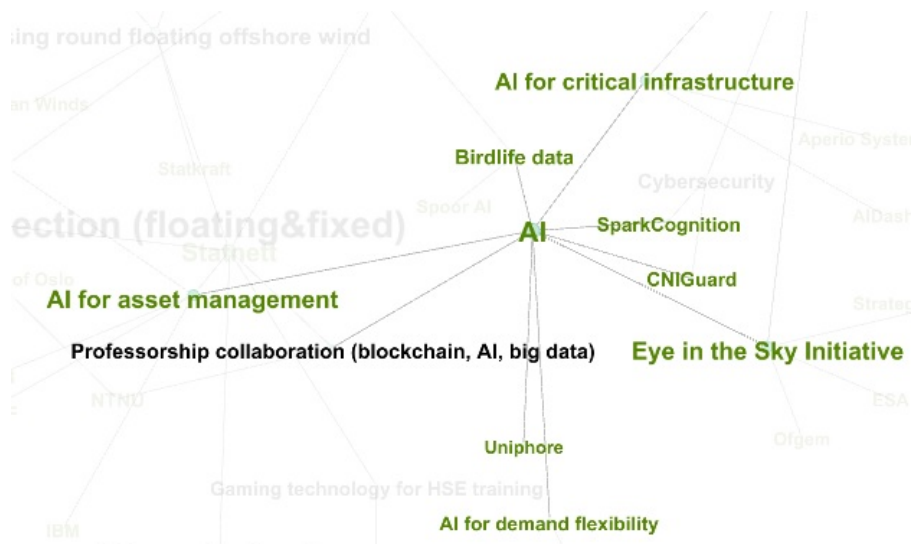 sing round floating offshore wind
AI for critical infrastructure
an Winds
Aperio System
Birdlife data
Statkraft
Cybersecurity
Spoor AI
AIDash
ection (floating&fixed)
AI
SparkCognition
Statnett
of Oslo
CNIGuard
AI for asset management
Strateg
Professorship collaboration (blockchain, AI, big data)
Eye in the Sky Initiative
NTNU
ESA
Ofgem
Uniphore
Gaming technology for HSE training
AI for demand flexibility
IBM